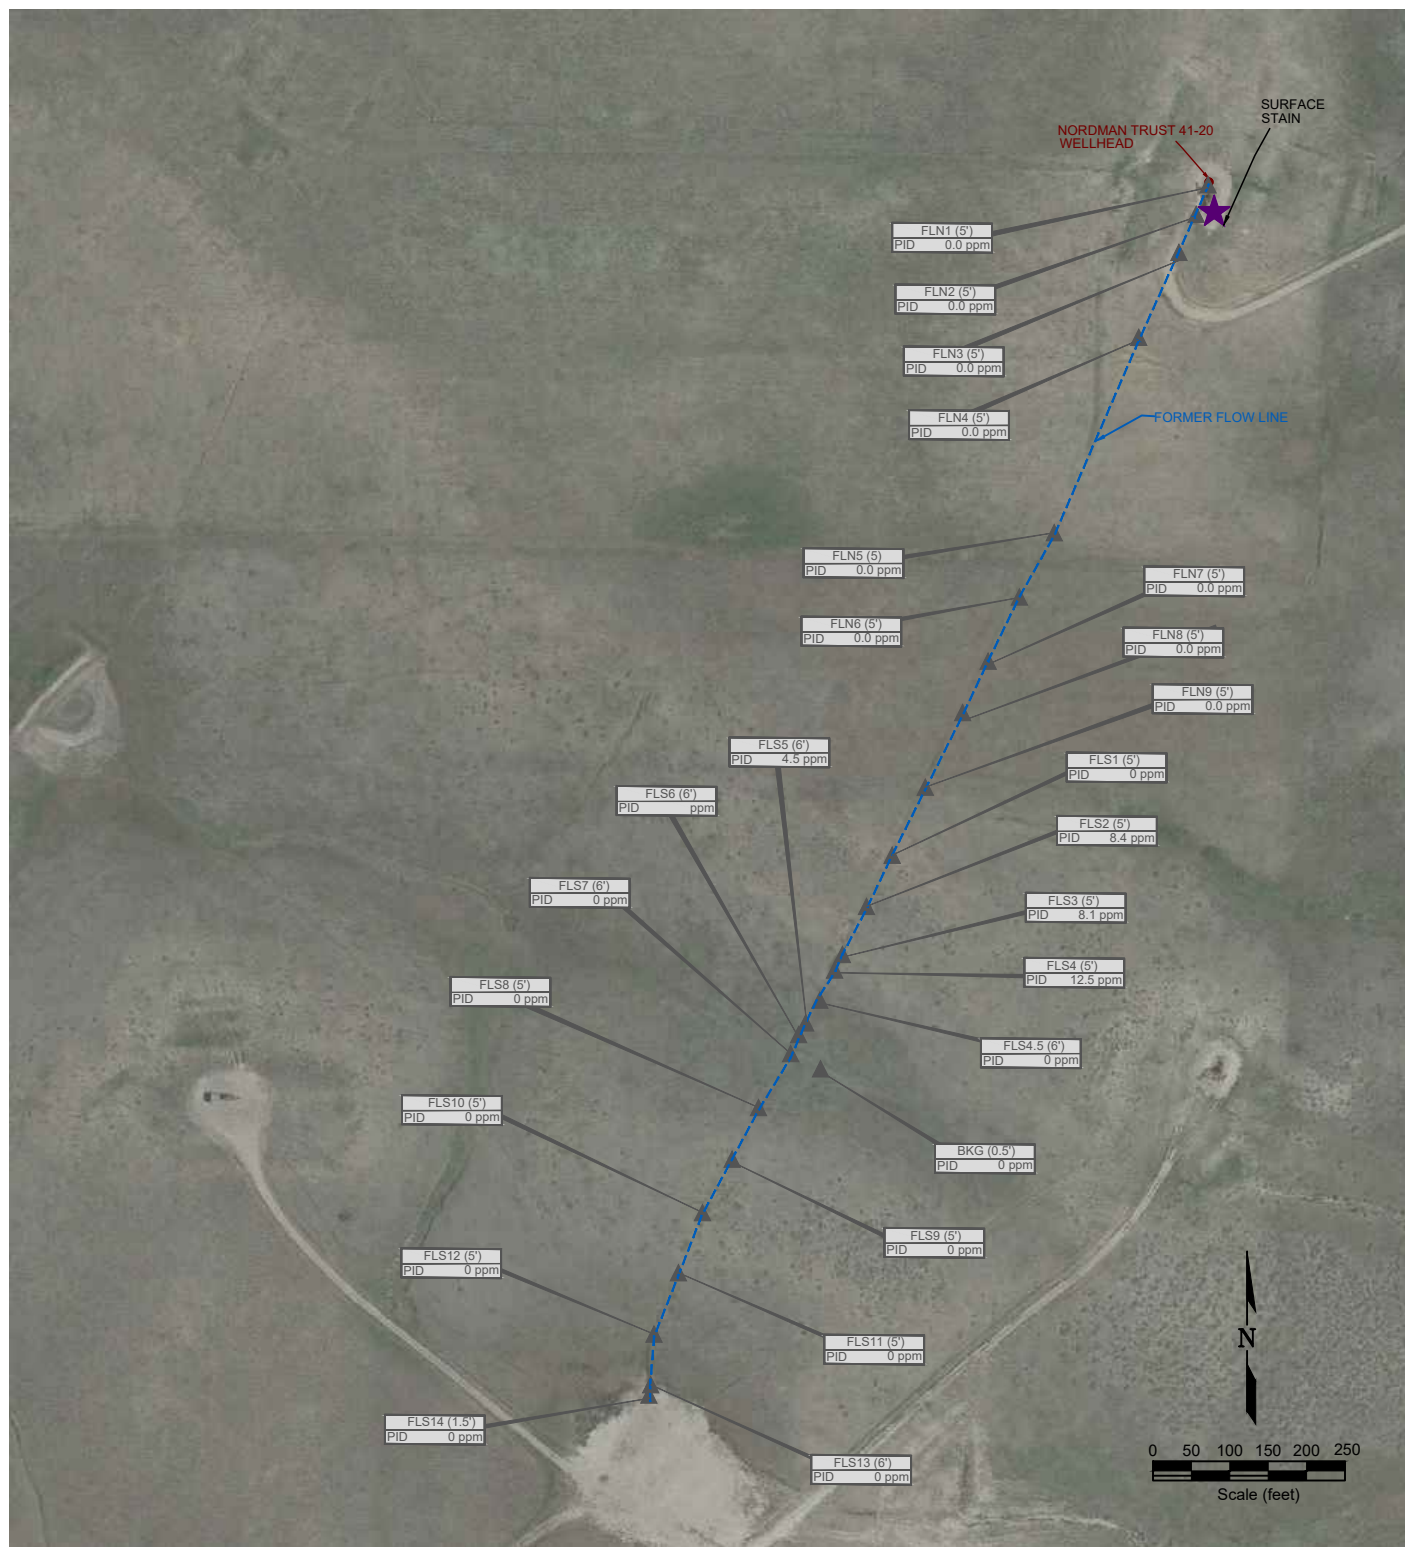 SURFACE
STAIN
NORDMAN TRUST 41-20
WELLHEAD
FLN1 (5')
PID 0.0 ppm
FLN2 (5')
PID 0.0 ppm
FLN3 (5')
PID 0.0 ppm
FLN4 (5')
PID 0.0 ppm
FORMER FLOW LINE
FLN5 (5)
PID 0.0 ppm
FLN7 (5')
PID 0.0 ppm
FLN6 (5')
PID 0.0 ppm
FLN8 (5')
PID 0.0 ppm
FLN9 (5')
PID 0.0 ppm
FLS5 (6')
PID 4.5 ppm
FLS1 (5')
PID 0 ppm
FLS6 (6')
PID ppm
FLS2 (5')
PID 8.4 ppm
FLS7 (6')
PID 0 ppm
FLS3 (5')
PID 8.1 ppm
FLS4 (5')
PID 12.5 ppm
FLS8 (5')
PID 0 ppm
FLS4.5 (6')
PID 0 ppm
FLS10 (5')
PID 0 ppm
BKG (0.5')
PID 0 ppm
FLS9 (5')
PID 0 ppm
FLS12 (5')
PID 0 ppm
FLS11 (5')
PID 0 ppm
N
FLS14 (1.5')
PID 0 ppm
FLS13 (6')
PID 0 ppm
0 50 100 150 200 250
Scale (feet)